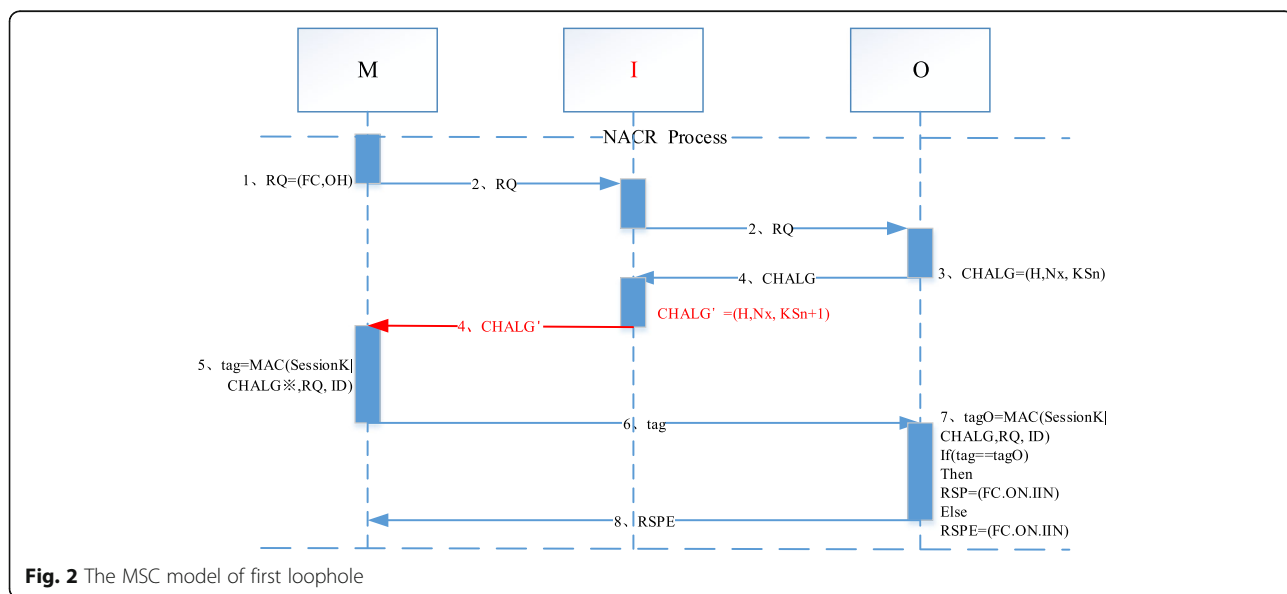 M
I
O
NACR Process
1、RQ=(FC,OH)
2、RQ
2、RQ
3、CHALG=(H,Nx, KSn)
4、CHALG
CHALG' =(H,Nx, KSn+1)
4、CHALG'
5、tag=MAC(SessionK|
CHALG※,RQ, ID)
6、tag
7、tagO=MAC(SessionK|
CHALG,RQ, ID)
If(tag==tagO)
Then
RSP=(FC.ON.IIN)
Else
RSPE=(FC.ON.IIN)
8、RSPE
Fig. 2 The MSC model of first loophole